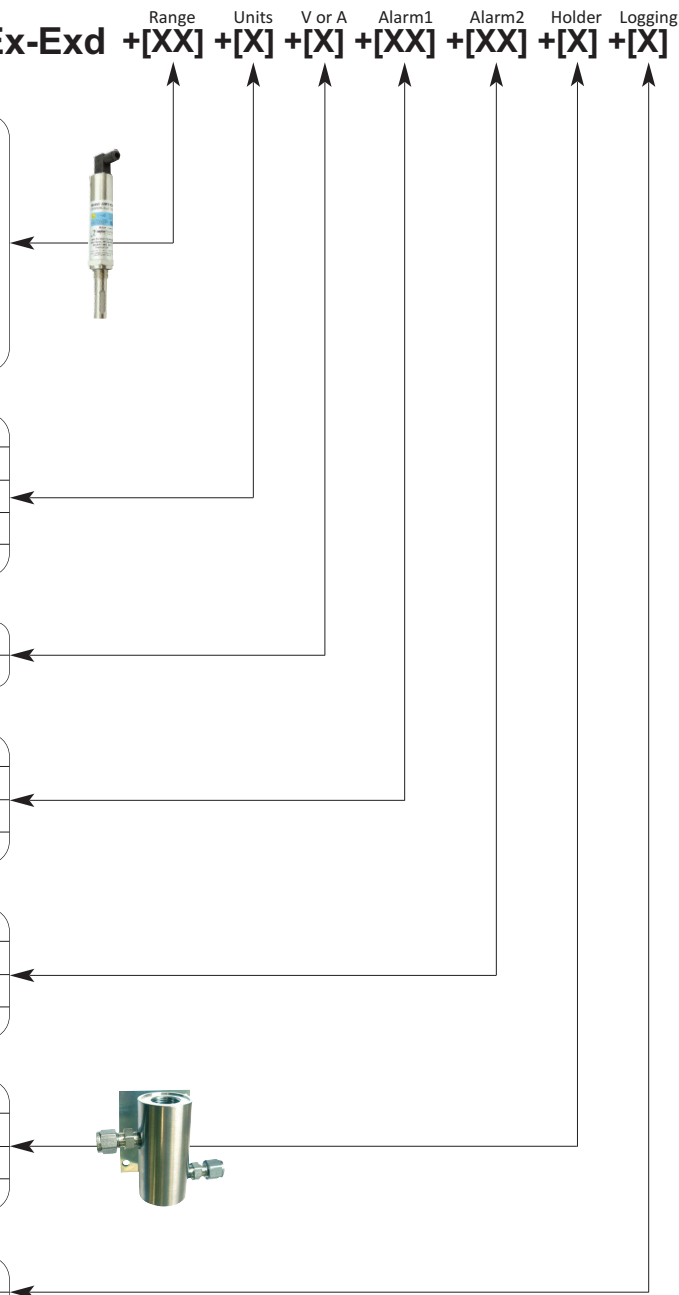 Range Units V or A Alarm1 Alarm2 Holder Logging
Ex-Exd +[XX] +[X] +[X] +[XX] +[XX] +[X] +[X]